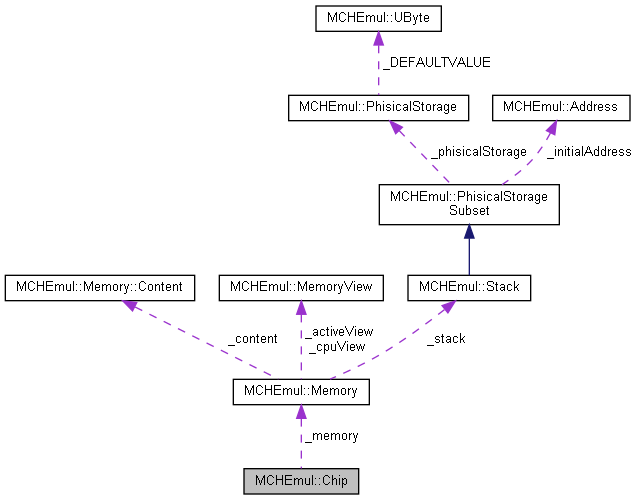 MCHEmul::UByte
_DEFAULTVALUE
MCHEmul::PhisicalStorage
MCHEmul::Address
_phisicalStorage
_initialAddress
MCHEmul::PhisicalStorage
Subset
MCHEmul::Memory::Content
MCHEmul::MemoryView
MCHEmul::Stack
_content
_activeView
_cpuView
_stack
MCHEmul::Memory
_memory
MCHEmul::Chip